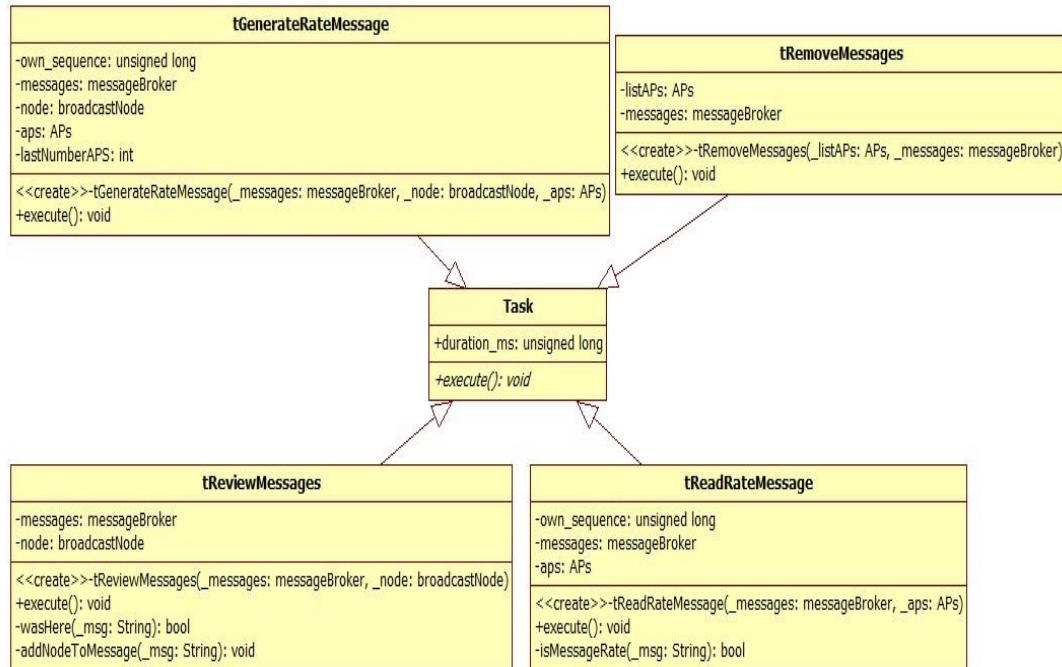 tGenerateRateMessage
-own_sequence: unsigned long
-messages: messageBroker
-node: broadcastNode
-aps: APs
-lastNumberAPS: int
<<create>>-tGenerateRateMessage(_messages: messageBroker, _node: broadcastNode, _aps: APs)
+execute(): void
tRemoveMessages
-listAPs: APs
-messages: messageBroker
<<create>>-tRemoveMessages(_listAPs: APs, _messages: messageBroker)
+execute(): void
Task
+duration_ms: unsigned long
+execute(): void
tReviewMessages
-messages: messageBroker
-node: broadcastNode
<<create>>-tReviewMessages(_messages: messageBroker, _node: broadcastNode)
+execute(): void
-wasHere(_msg: String): bool
-addNodeToMessage(_msg: String): void
tReadRateMessage
-own_sequence: unsigned long
-messages: messageBroker
-aps: APs
<<create>>-tReadRateMessage(_messages: messageBroker, _aps: APs)
+execute(): void
-isMessageRate(_msg: String): bool